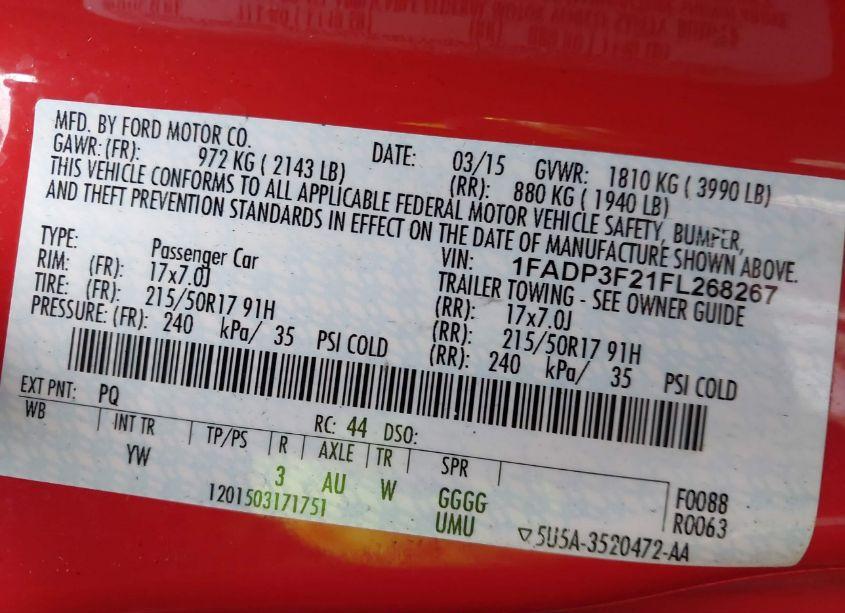 MFD. BY FORD MOTOR CO. DATE: 03/15 GVWR: 1810 KG ( 3990 LB)
GAWR: (FR): 972 KG ( 2143 LB) (RR): 880 KG ( 1940 LB)
THIS VEHICLE CONFORMS TO ALL APPLICABLE FEDERAL MOTOR VEHICLE SAFETY, BUMPER,
AND THEFT PREVENTION STANDARDS IN EFFECT ON THE DATE OF MANUFACTURE SHOWN ABOVE.
TYPE: Passenger Car VIN: 1FADP3F21FL268267
TRAILER TOWING - SEE OWNER GUIDE
RIM: (FR): 17x7.0J (RR): 17x7.0J
TIRE: (FR): 215/50R17 91H (RR): 215/50R17 91H
PRESSURE: (FR): 240 kPa/ 35 PSI COLD (RR): 240 kPa/ 35 PSI COLD
EXT PNT: PQ RC: 44 DSO:
WB INT TR TP/PS R AXLE TR SPR
YW 3 AU W GGGG F0088
1201503171751 UMU R0063
▽5U5A-3520472-AA